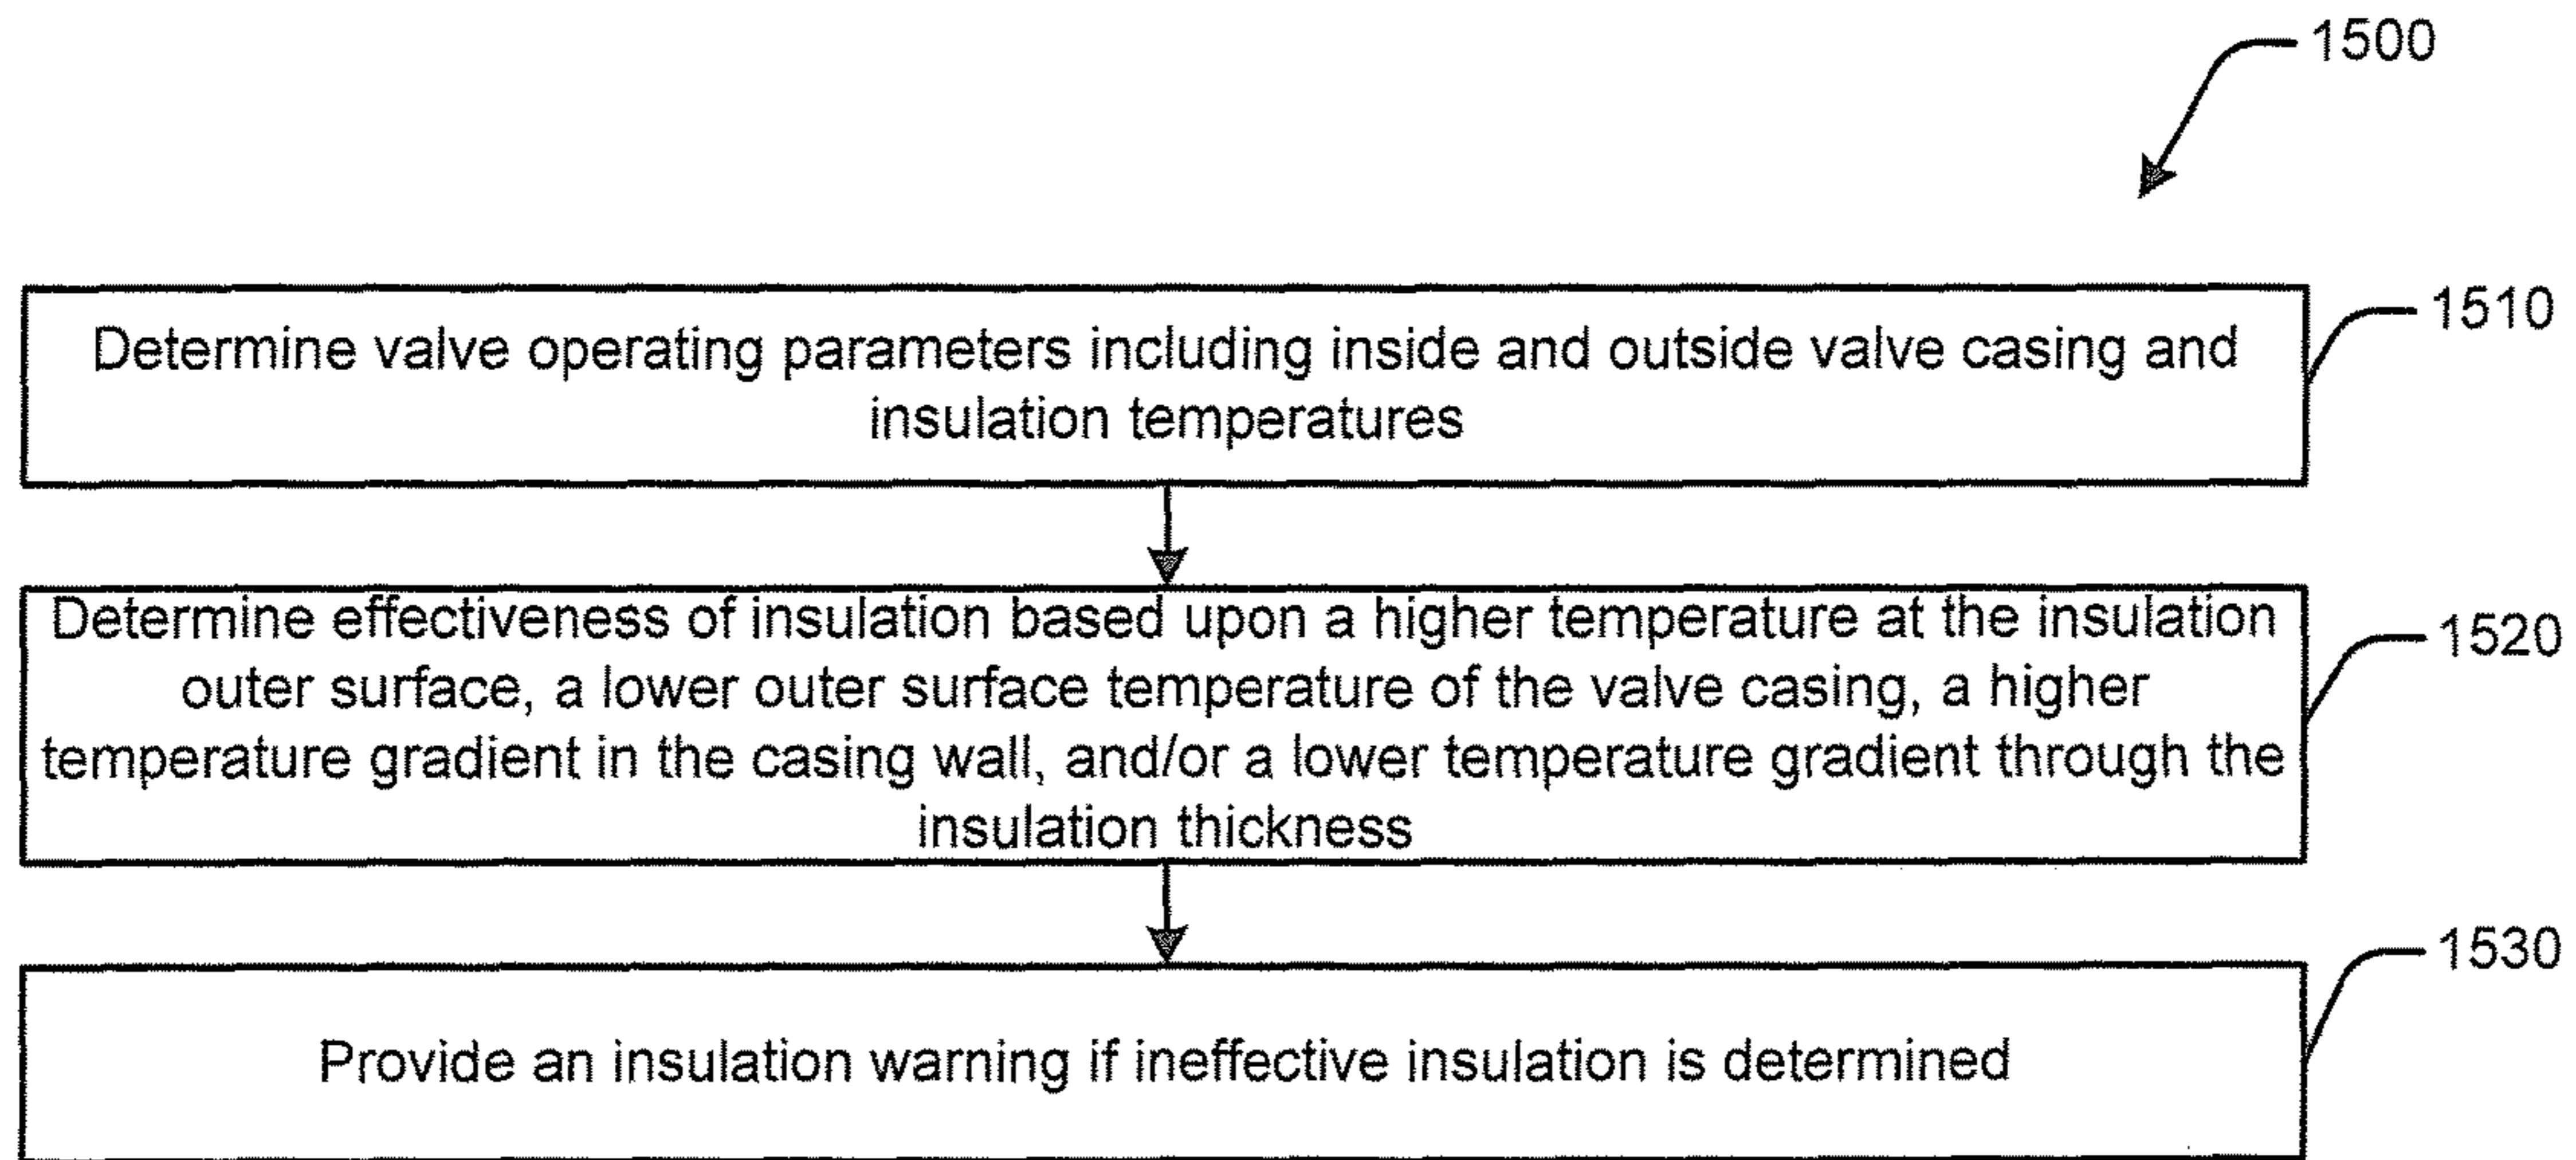 1500
Determine valve operating parameters including inside and outside valve casing and
insulation temperatures
1510
Determine effectiveness of insulation based upon a higher temperature at the insulation
outer surface, a lower outer surface temperature of the valve casing, a higher
temperature gradient in the casing wall, and/or a lower temperature gradient through the
insulation thickness
1520
Provide an insulation warning if ineffective insulation is determined
1530